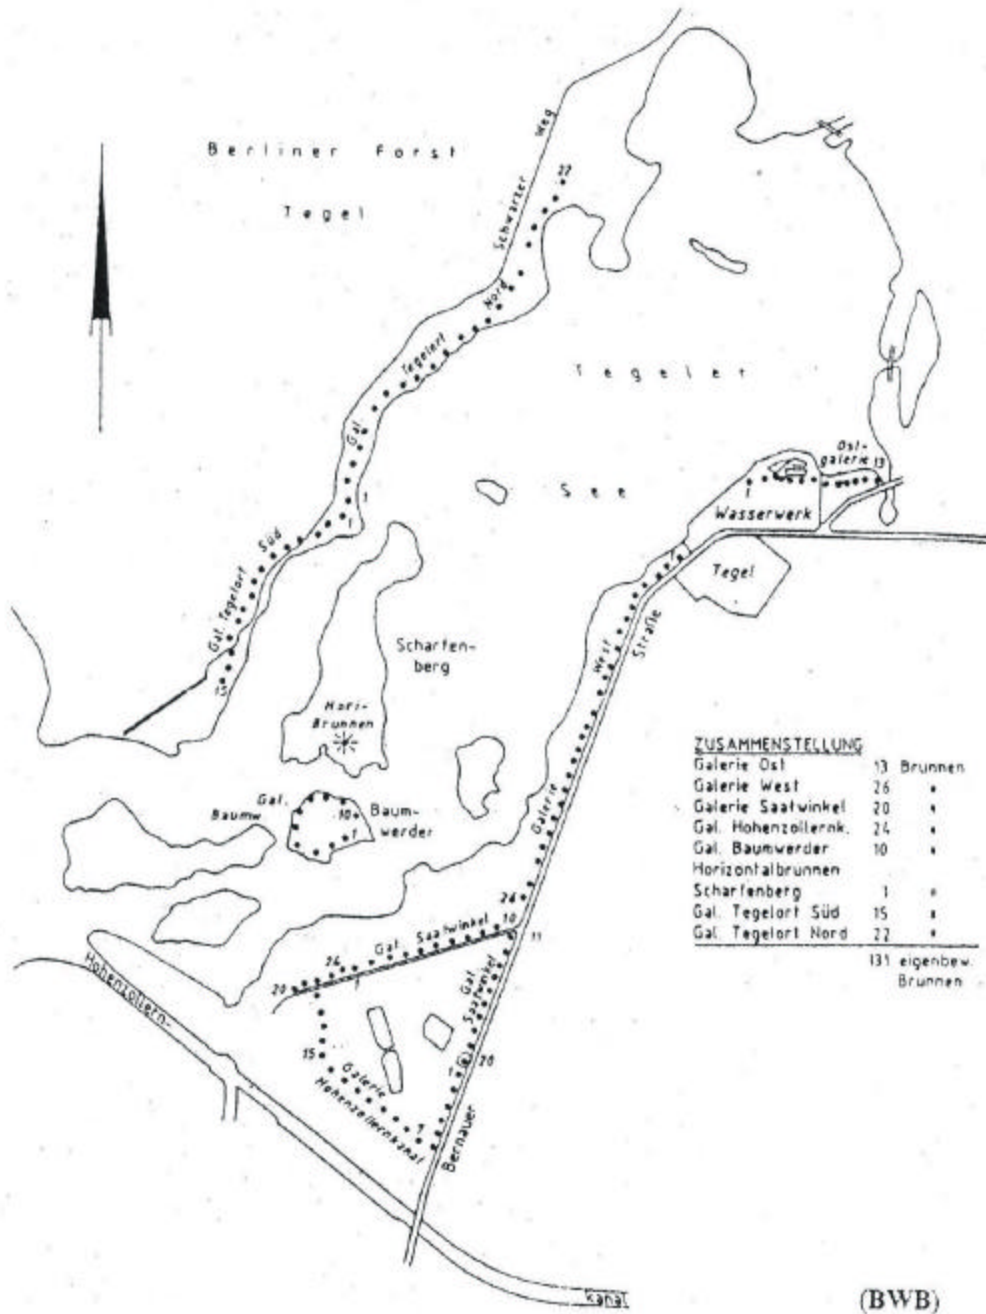 Berliner Forst
Tegel
Schwarzer Weg
22
Gal. Tegelort Nord
1
1
Gal. Tegelort Süd
15
Tegeler
See
Ost-
galerie 13
1
Wasserwerk
Tegel
1
Straße
West
Galerie
26
Scharfen-
berg
Hori-
Brunnen
Gal.
Baumw
10
Baum-
werder
1
ZUSAMMENSTELLUNG
Galerie Ost 13 Brunnen
Galerie West 26 "
Galerie Saatwinkel 20 "
Gal. Hohenzollernk. 24 "
Gal. Baumwerder 10 "
Horizontalbrunnen
Scharfenberg 1 "
Gal. Tegelort Süd 15 "
Gal. Tegelort Nord 22 "
131 eigenbew.
Brunnen
Gal. Saatwinkel 10
11
24
20
1
Gal.
Saatwinkel
20
1
15
Galerie
Hohenzollernkanal
1
Bernauer
Hohenzollern-
Kanal
(BWB)